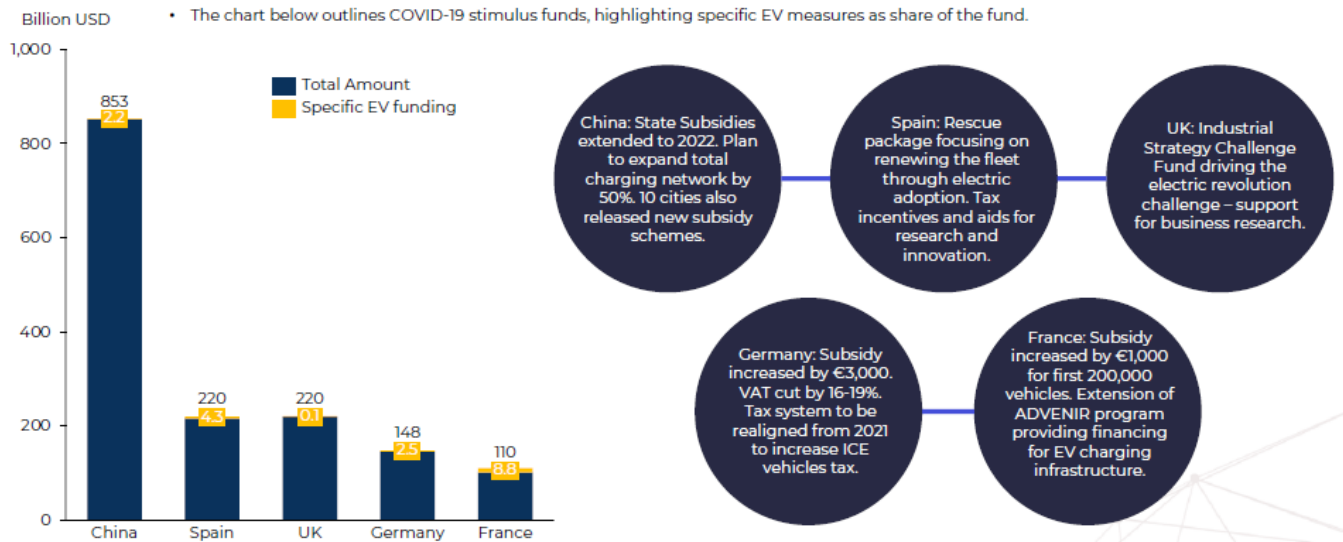 Billion USD
• The chart below outlines COVID-19 stimulus funds, highlighting specific EV measures as share of the fund.
1,000
800
600
400
200
0
Total Amount
Specific EV funding
853
2.2
220
4.3
220
0.1
148
2.5
110
8.8
China
Spain
UK
Germany
France
China: State Subsidies
extended to 2022. Plan
to expand total
charging network by
50%. 10 cities also
released new subsidy
schemes.
Spain: Rescue
package focusing on
renewing the fleet
through electric
adoption. Tax
incentives and aids for
research and
innovation.
UK: Industrial
Strategy Challenge
Fund driving the
electric revolution
challenge – support
for business research.
Germany: Subsidy
increased by €3,000.
VAT cut by 16-19%.
Tax system to be
realigned from 2021
to increase ICE
vehicles tax.
France: Subsidy
increased by €1,000
for first 200,000
vehicles. Extension of
ADVENIR program
providing financing
for EV charging
infrastructure.